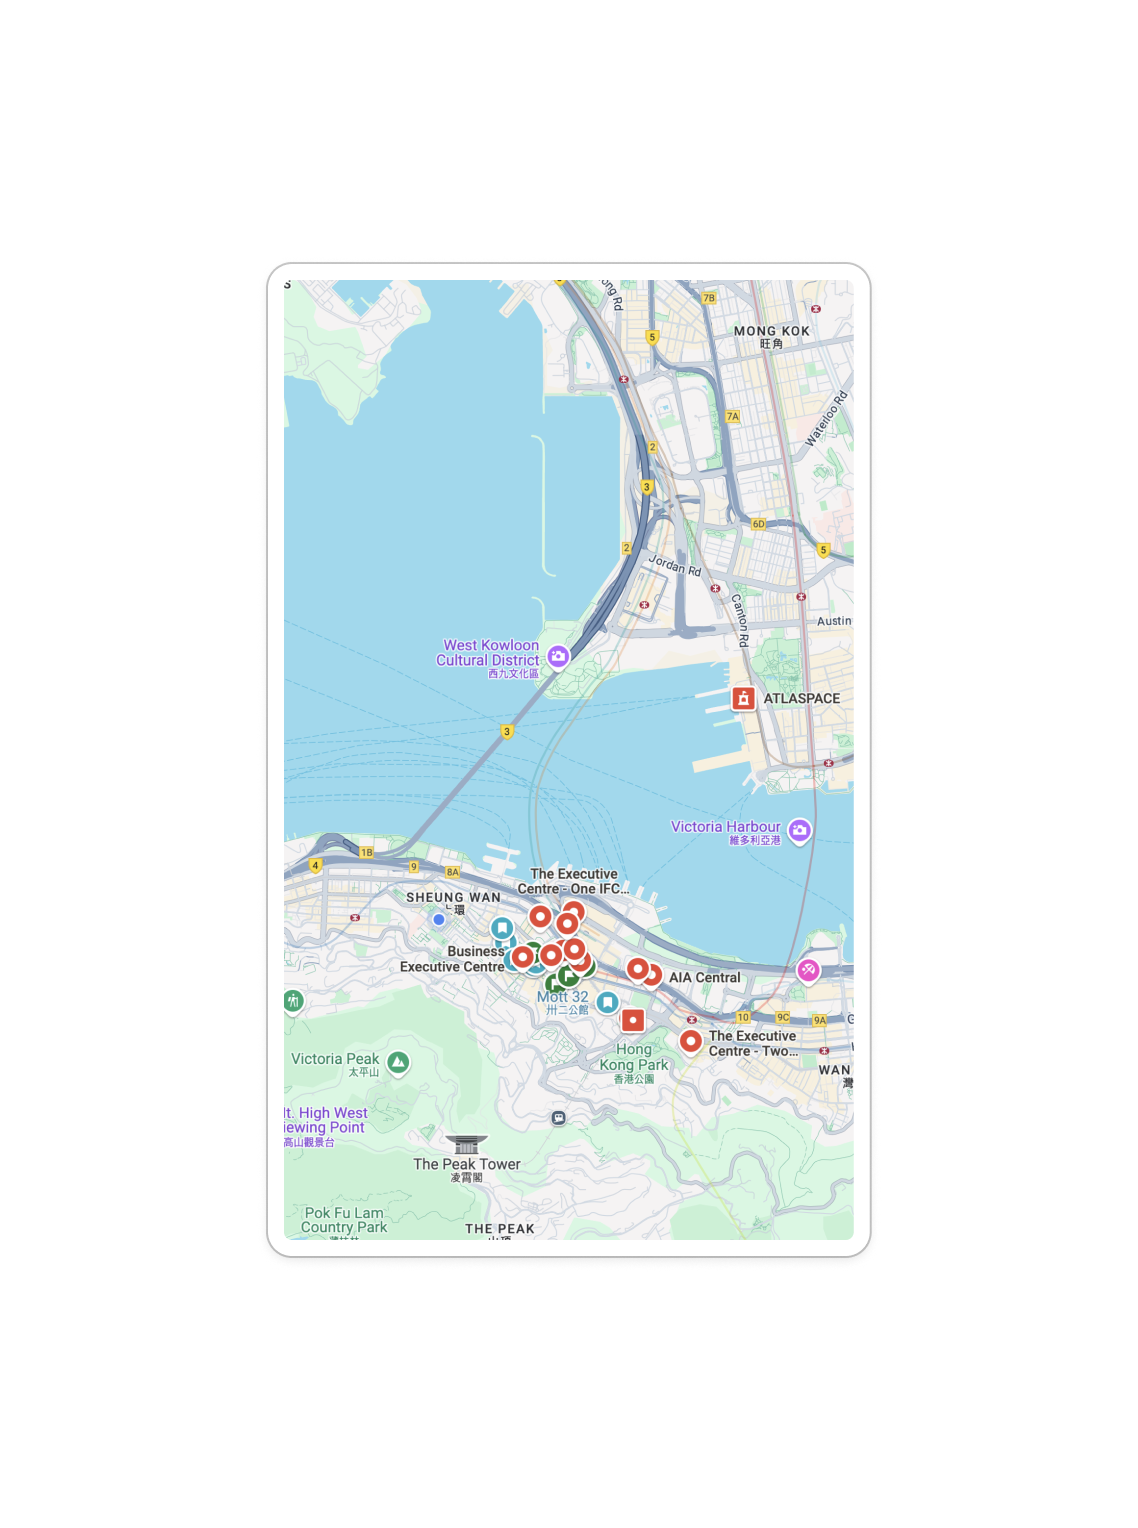 7B
MONG KOK
旺角
5
7A
Waterloo Rd
2
3
6D
5
2
Jordan Rd
Canton Rd
Austin
West Kowloon
Cultural District
西九文化區
ATLASPACE
3
Victoria Harbour
維多利亞港
1B
4
9
8A
The Executive
Centre - One IFC...
SHEUNG WAN
環
Business
Executive Centre
AIA Central
Mott 32
卅二公館
10
9C
9A
The Executive
Centre - Two...
Hong
Kong Park
香港公園
WAN
灣
Victoria Peak
太平山
lt. High West
iewing Point
高山觀景台
The Peak Tower
凌霄閣
Pok Fu Lam
Country Park
THE PEAK